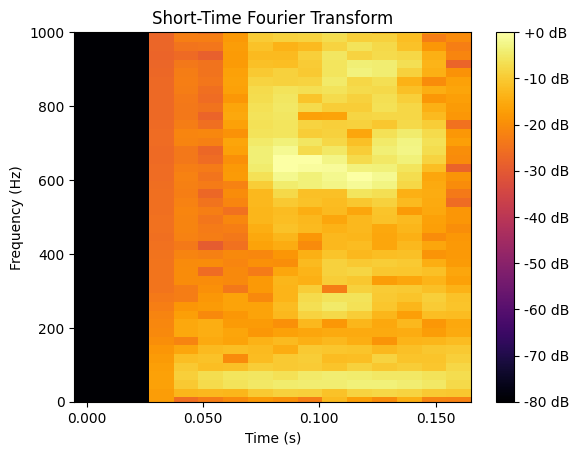 Short-Time Fourier Transform
1000
800
600
400
200
0
Frequency (Hz)
0.000
0.050
0.100
0.150
Time (s)
+0 dB
-10 dB
-20 dB
-30 dB
-40 dB
-50 dB
-60 dB
-70 dB
-80 dB